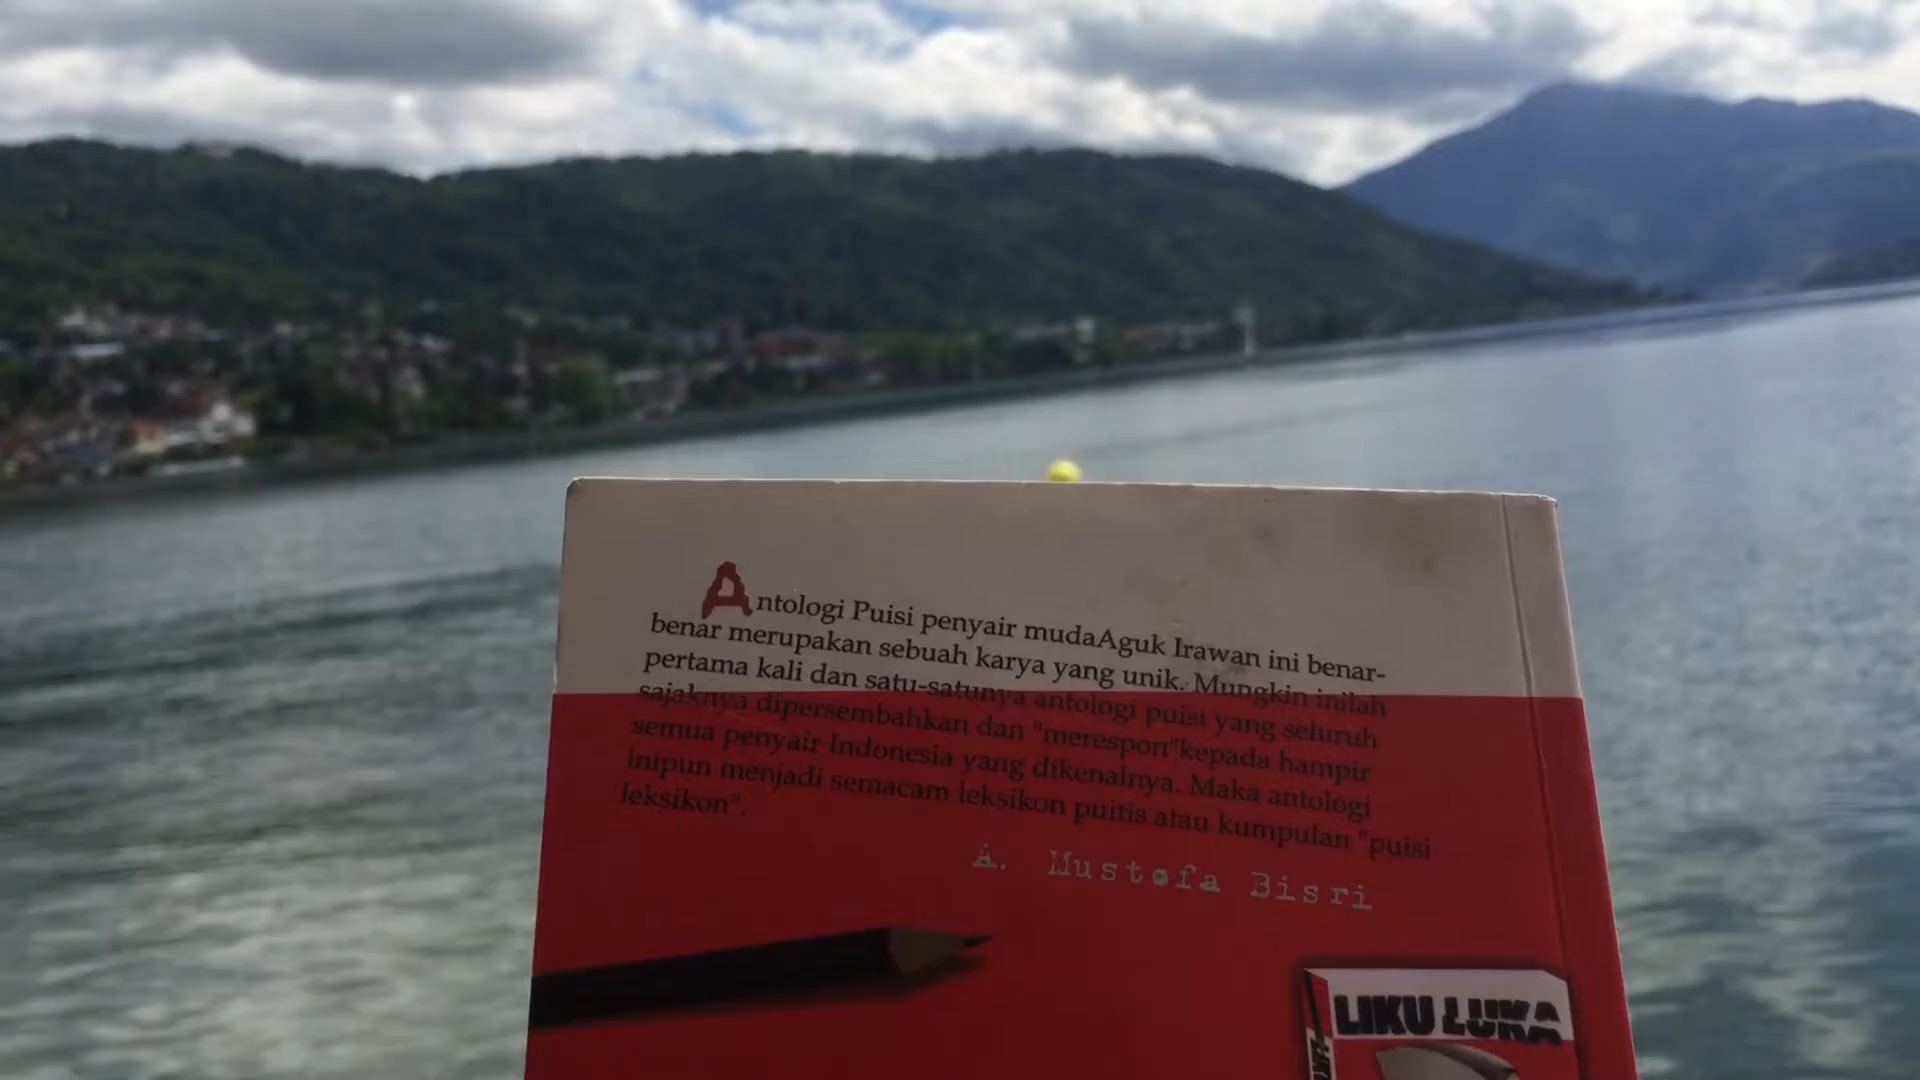 Antologi Puisi penyair mudaAguk Irawan ini benar-
benar merupakan sebuah karya yang unik. Mungkin inilah
pertama kali dan satu-satunya antologi puisi yang seluruh
sajaknya dipersembahkan dan "merespon"kepada hampir
semua penyair Indonesia yang dikenalnya. Maka antologi
inipun menjadi semacam leksikon puitis atau kumpulan "puisi
leksikon".
A. Mustofa Bisri
LIKU LUKA